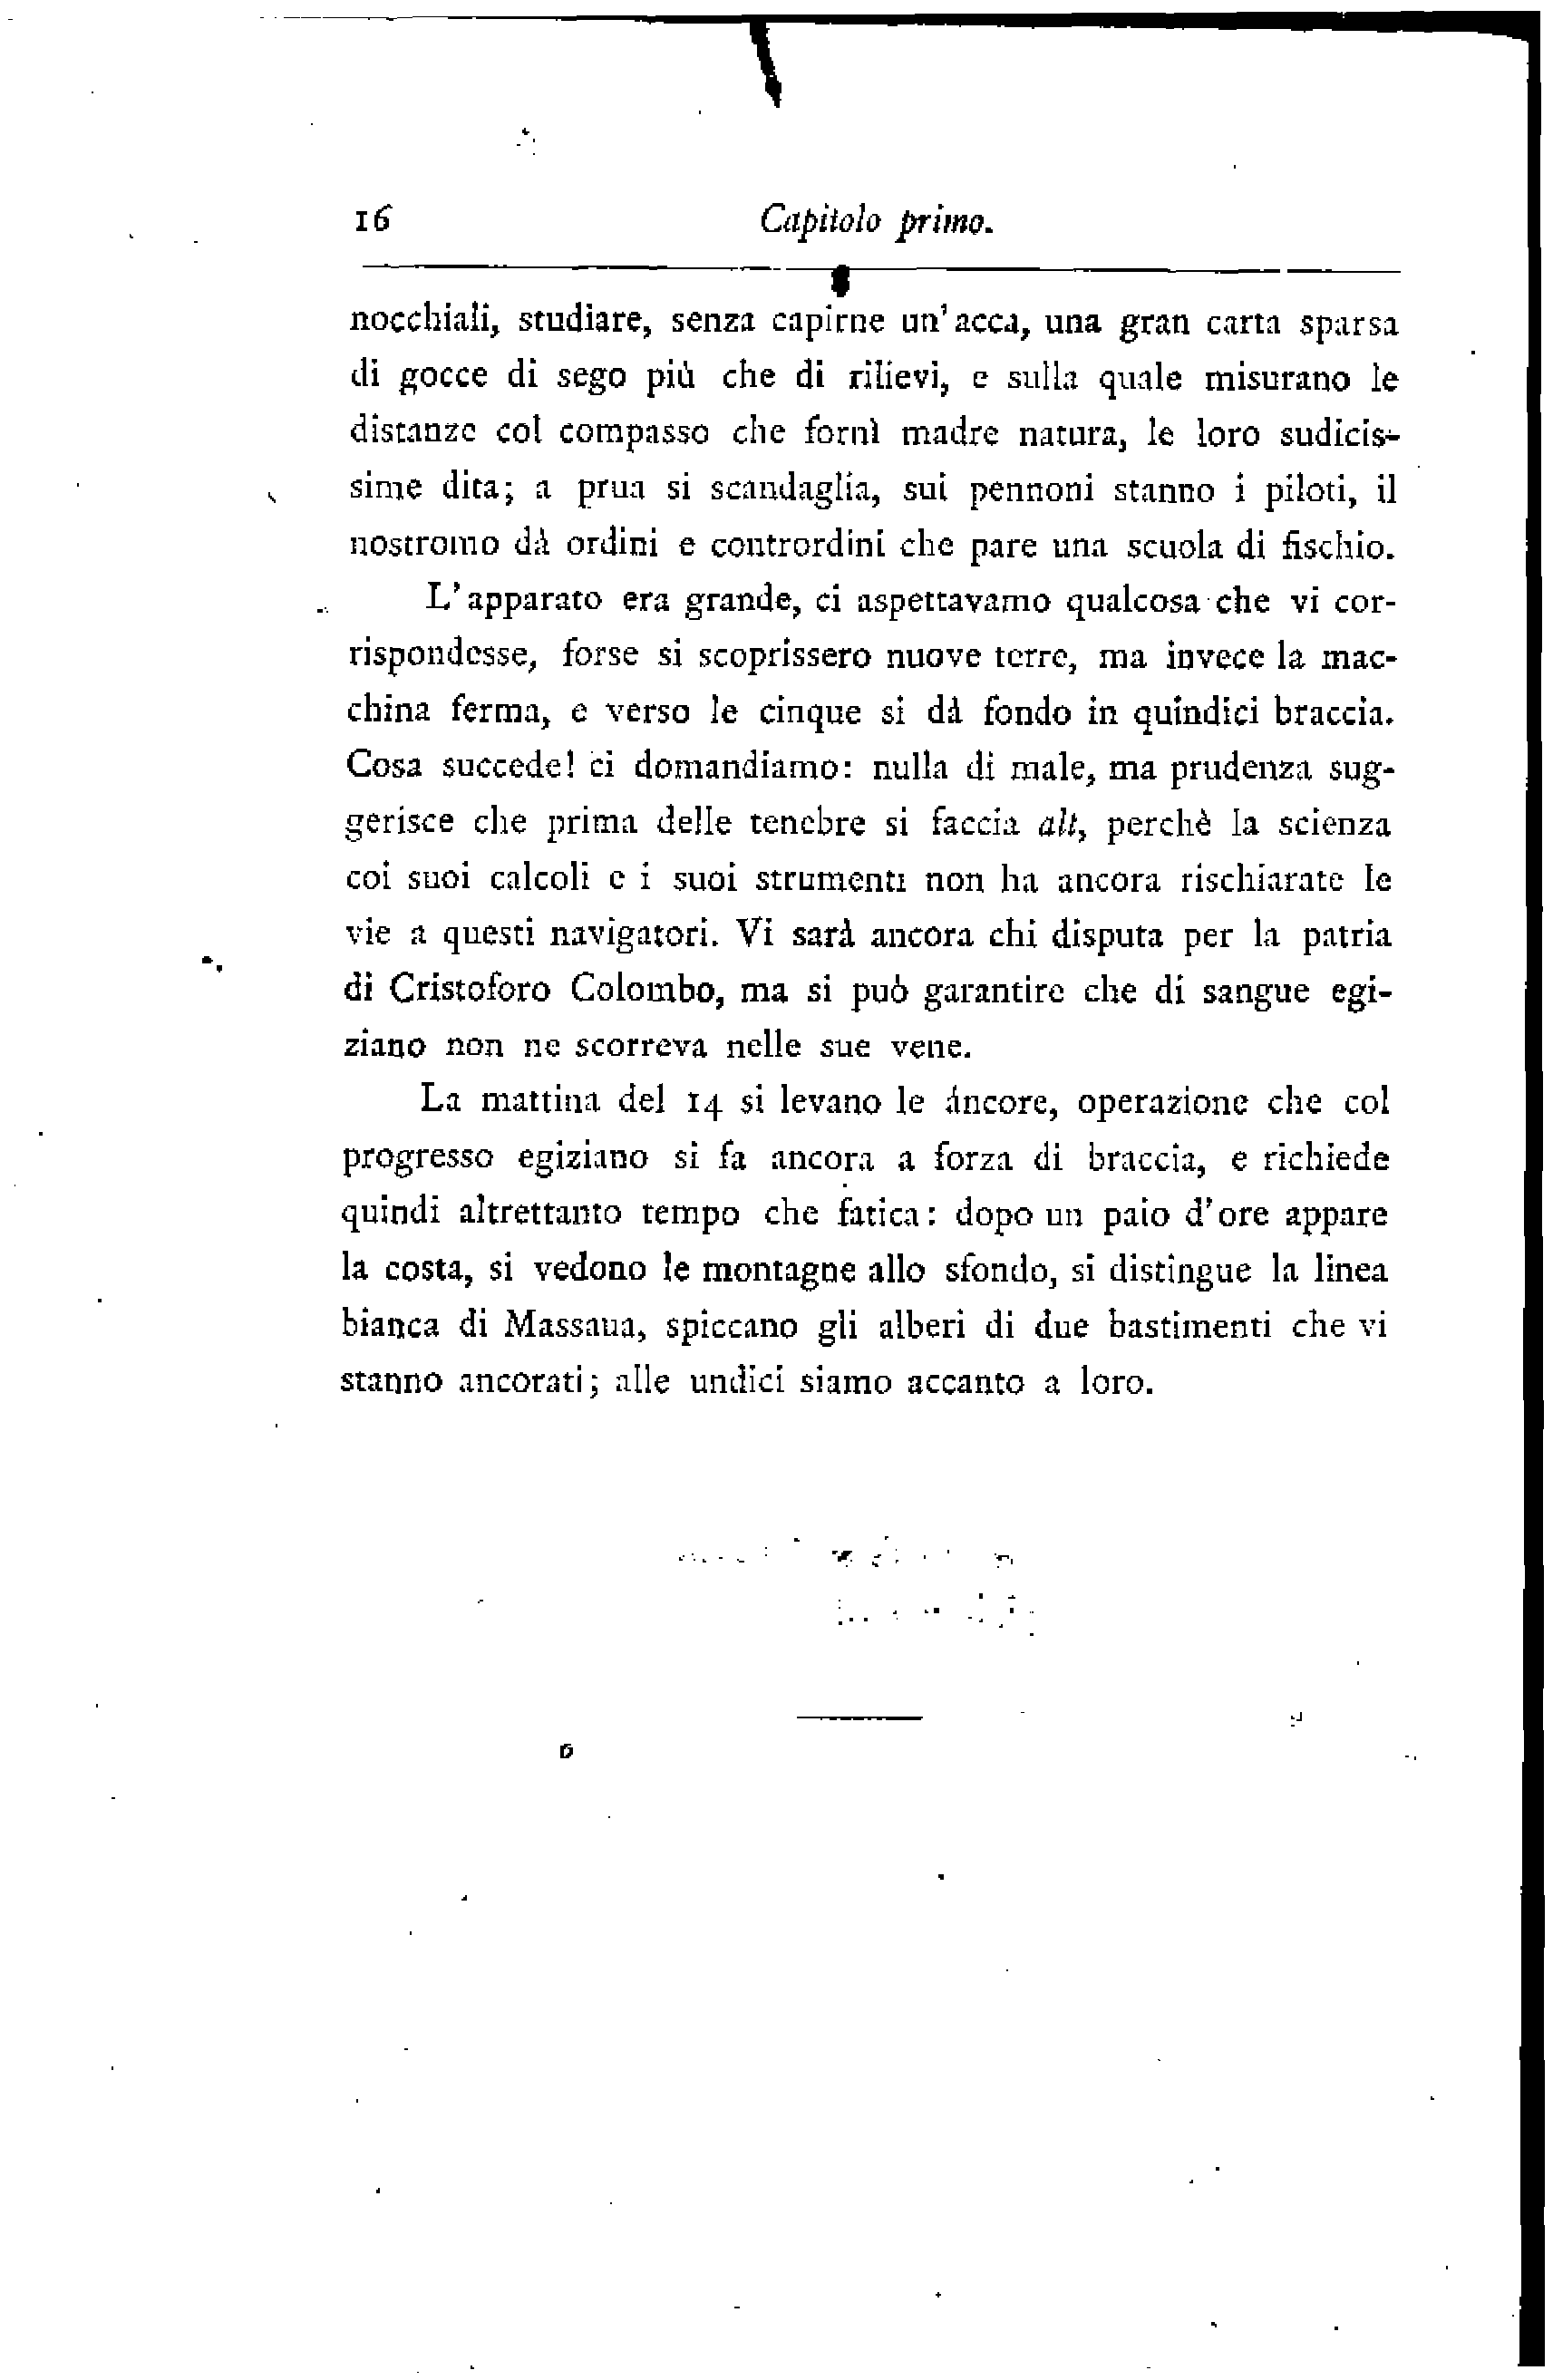 16 Capitolo primo.
nocchiali, studiare, senza capirne un'acca, una gran carta sparsa
di gocce di sego più che di rilievi, e sulla quale misurano le
distanze col compasso che fornì madre natura, le loro sudicis-
sime dita; a prua si scandaglia, sui pennoni stanno i piloti, il
nostromo dà ordini e contrordini che pare una scuola di fischio.
L'apparato era grande, ci aspettavamo qualcosa che vi cor-
rispondesse, forse si scoprissero nuove terre, ma invece la mac-
china ferma, e verso le cinque si dà fondo in quindici braccia.
Cosa succede! ci domandiamo: nulla di male, ma prudenza sug-
gerisce che prima delle tenebre si faccia alt, perchè la scienza
coi suoi calcoli e i suoi strumenti non ha ancora rischiarate le
vie a questi navigatori. Vi sarà ancora chi disputa per la patria
di Cristoforo Colombo, ma si può garantire che di sangue egi-
ziano non ne scorreva nelle sue vene.
La mattina del 14 si levano le áncore, operazione che col
progresso egiziano si fa ancora a forza di braccia, e richiede
quindi altrettanto tempo che fatica: dopo un paio d'ore appare
la costa, si vedono le montagne allo sfondo, si distingue la linea
bianca di Massaua, spiccano gli alberi di due bastimenti che vi
stanno ancorati; alle undici siamo accanto a loro.